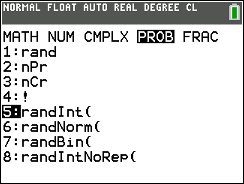 NORMAL FLOAT AUTO REAL DEGREE CL
MATH NUM CMPLX PROB FRAC
1:rand
2:nPr
3:nCr
4:!
5:randInt(
6:randNorm(
7:randBin(
8:randIntNoRep(